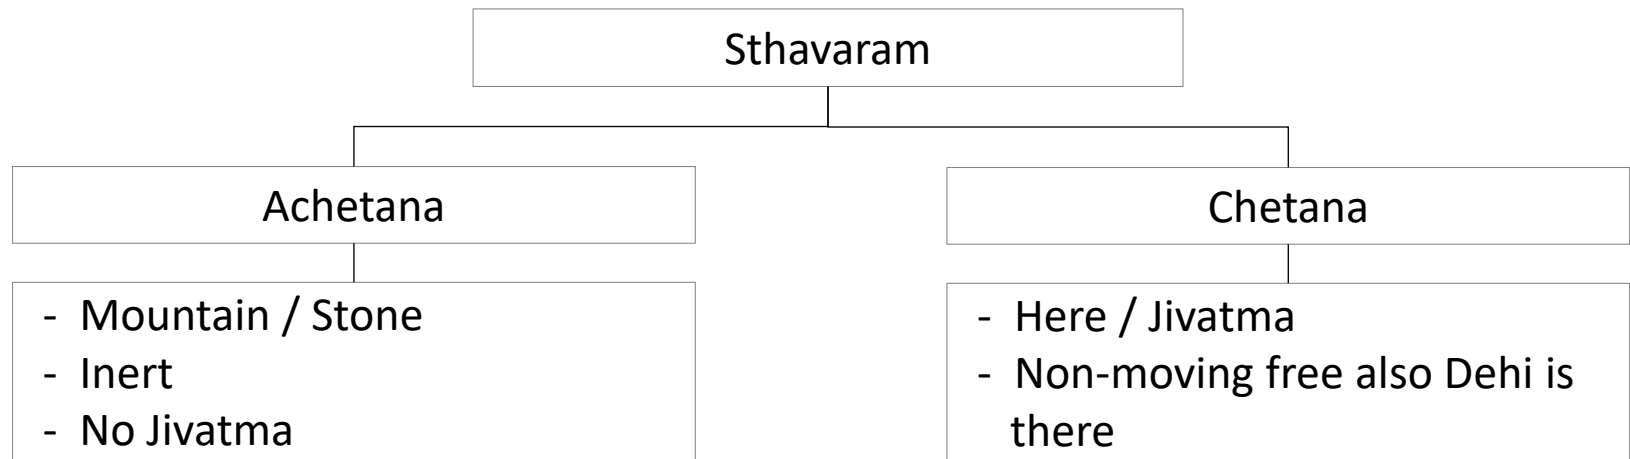 Sthavaram
Achetana
Chetana
- Mountain / Stone
- Inert
- No Jivatma
- Here / Jivatma
- Non-moving free also Dehi is
there